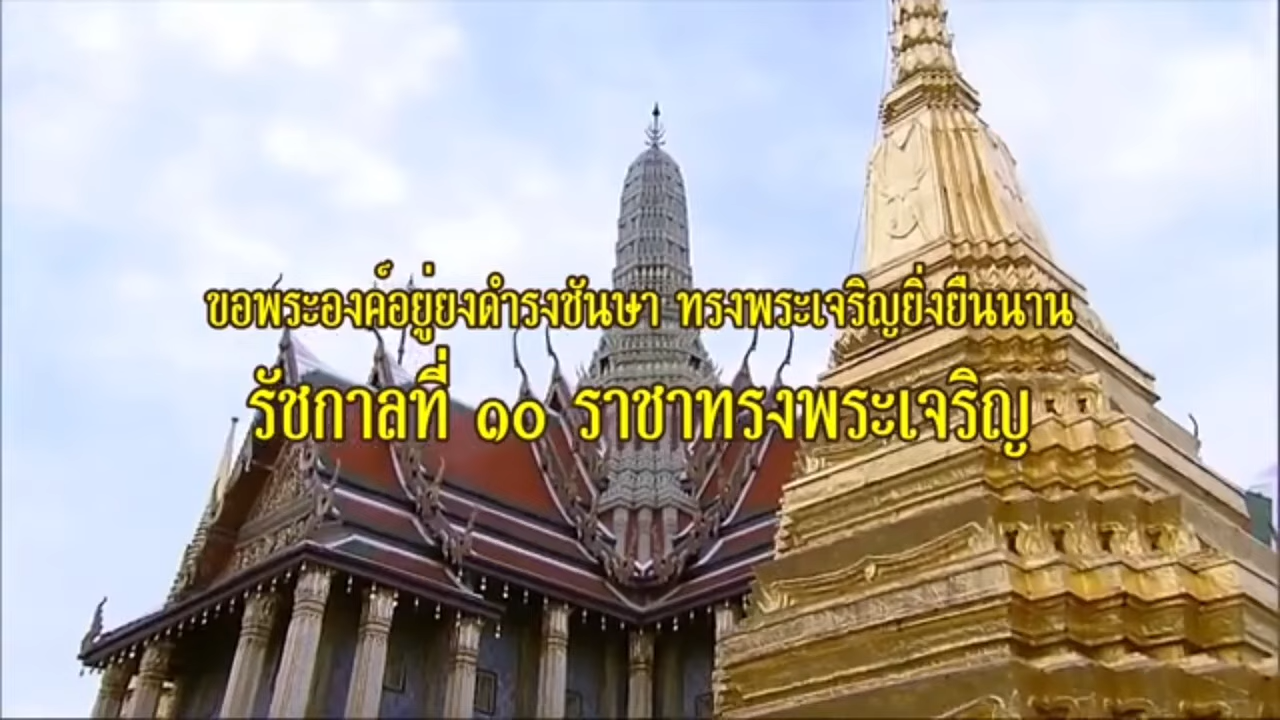 ขอพระองค์อยู่ยงดำรงชันษา ทรงพระเจริญยิ่งยืนนาน
รัชกาลที่ ๑๐ ราชาทรงพระเจริญ